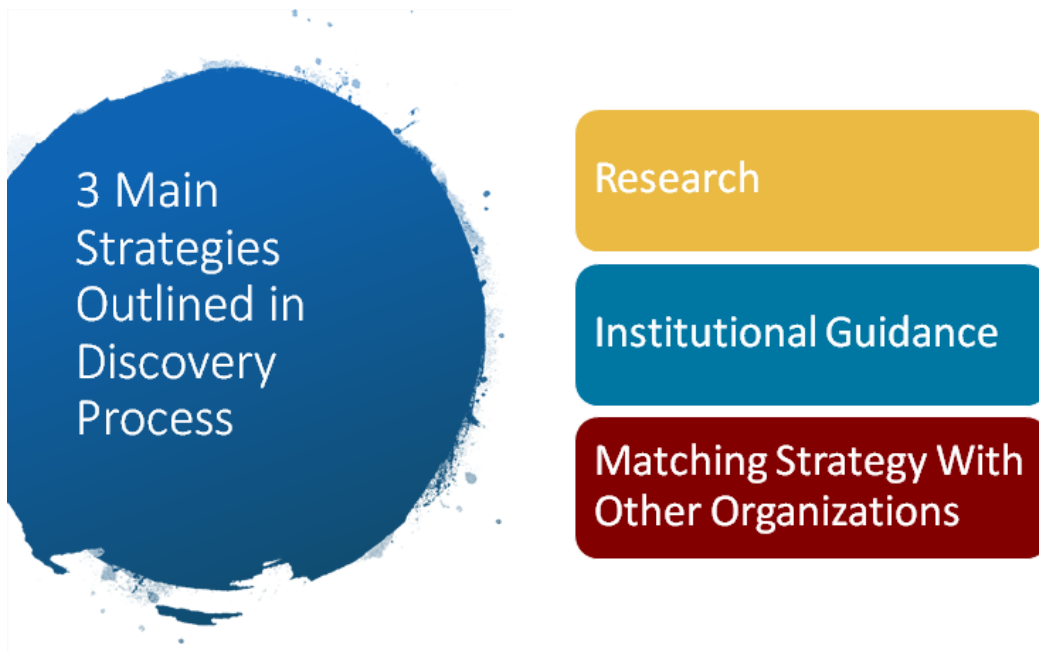 3 Main
Strategies
Outlined in
Discovery
Process
Research
Institutional Guidance
Matching Strategy With
Other Organizations